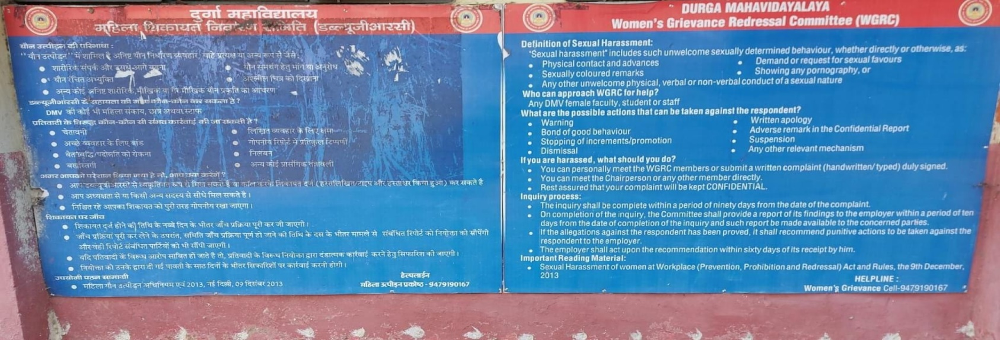 दुर्गा महाविद्यालय
महिला शिकायत निवारण समिति (डब्ल्यूजीआरसी)
यौन उत्पीड़न की परिभाषा :
"यौन उत्पीड़न" में शामिल है अनिष्ट यौन निर्धारण व्यवहार, चाहे प्रत्यक्ष या अन्य रूप से जैसे:
शारीरिक संपर्क और उससे आगे बढ़ना
यौन समर्थन हेतु भांग या अनुरोध
यौन रंचित अभ्युक्ति
अश्लील चित्र को दिखाना
अन्य कोई अनिष्ट शारीरिक, मौखिक या गैर मौखिक यौन प्रकृति का आचरण
डब्ल्यूजीआरसी से सहायता की कौन-कौन कर सकता है?
DMV की कोई भी महिला संकाय, छात्र अथवा स्टाफ
प्रतिवादी के विरूद्ध कौन-कौन सी संभव कार्रवाई की जा सकती है?
चेतावनी
लिखित व्यवहार के लिए क्षमा
अच्छे व्यवहार के लिए बांड
गोपनीय रिपोर्ट में प्रतिकूल टिप्पणी
वेतनवृद्धि/पदोन्नति को रोकना
निलंबन
बर्खास्तगी
अन्य कोई प्रासंगिक
अगर आपको परेशान किया गया है तो, आप क्या करेंगें ?
आप डब्ल्यूजीआरसी से व्यक्तिगत रूप से मिल सकते है या कॉल करके शिकायत दर्ज (हस्तलिखित/टाइप और हस्ताक्षर किया हुआ) कर सकते है
आप अध्यक्षता से या किसी अन्य सदस्य से सीधे मिल सकते है।
निश्चित रहे आपका शिकायत को पुरी तरह गोपनीय रखा जाएगा।
शिकायत पर जाँच
शिकायत दर्ज होने की तिथि के नब्बे दिन के भीतर जाँच प्रक्रिया पूरी कर जी जाएगी।
जाँच प्रक्रिया पूरी कर लेने के उपरांत, समिति जाँच प्रक्रिया पूर्ण हो जाने की तिथि के दस के भीतर मामले से संबंधित रिपोर्ट को नियोक्ता को सौपेंगी
और वही रिपोर्ट संबंधित पार्टियों को भी सौंपी जाएगी।
यदि पतिवादी के विरूध्ध आरोप साबित हो जाते है तो, प्रतिवादी के विरूध नियोक्ता द्वारा दंडात्मक कार्रवाई करने हेतु सिफारिश की जाएगी।
नियोक्ता को उनके द्वारा दी गई पावती के साठ दिनों के भीतर सिफारिशों पर कार्रवाई करनी होगी।
उपयोगी पठन सामाग्री
महिला यौन उत्पीड़न अधिनियम एवं 2013, नई दिल्ली, 09 दिसंबर 2013
हेल्पलाईन
महिला उत्पीड़न प्रकोष्ठ - 9479190167
DURGA MAHAVIDAYALAYA
Women's Grievance Redressal Committee (WGRC)
Definition of Sexual Harassment:
"Sexual harassment" includes such unwelcome sexually determined behaviour, whether directly or otherwise, as:
Physical contact and advances
Demand or request for sexual favours
Sexually coloured remarks
Showing any pornography, or
Any other unwelcome physical, verbal or non-verbal conduct of a sexual nature
Who can approach WGRC for help?
Any DMV female faculty, student or staff
What are the possible actions that can be taken against the respondent?
Warning
Written apology
Bond of good behaviour
Adverse remark in the Confidential Report
Stopping of increments/promotion
Suspension
Dismissal
Any other relevant mechanism
If you are harassed, what should you do?
You can personally meet the WGRC members or submit a written complaint (handwritten/ typed) duly signed.
You can meet the Chairperson or any other member directly.
Rest assured that your complaint will be kept CONFIDENTIAL.
Inquiry process:
The inquiry shall be complete within a period of ninety days from the date of the complaint.
On completion of the inquiry, the Committee shall provide a report of its findings to the employer within a period of ten
days from the date of completion of the inquiry and such report be made available to the concerned parties.
If the allegations against the respondent has been proved, it shall recommend punitive actions to be taken against the
respondent to the employer.
The employer shall act upon the recommendation within sixty days of its receipt by him.
Important Reading Material:
Sexual Harassment of women at Workplace (Prevention, Prohibition and Redressal) Act and Rules, the 9th December,
2013
HELPLINE :
Women's Grievance Cell-9479190167